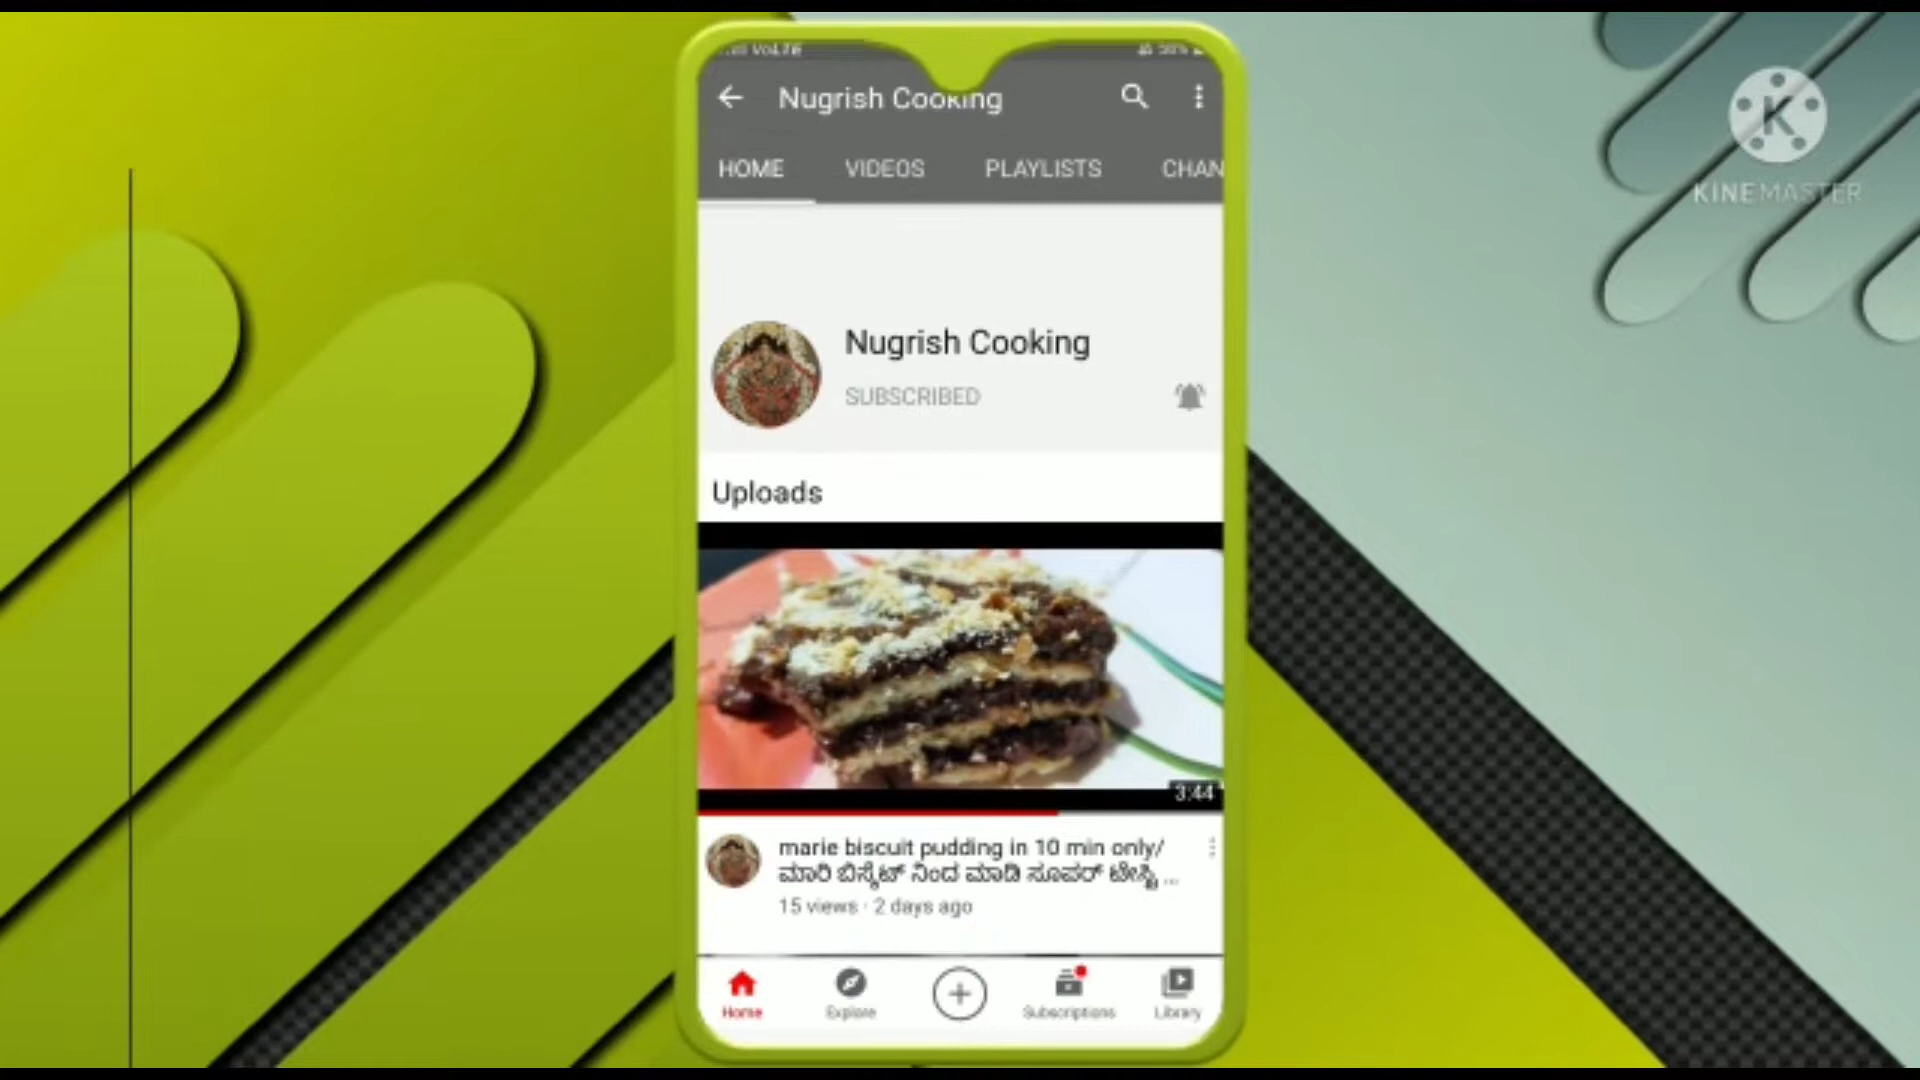 VoLTE
Nugrish Cooking
HOME VIDEOS PLAYLISTS CHAN
Nugrish Cooking
SUBSCRIBED
Uploads
3:44
marie biscuit pudding in 10 min only/
ಮಾರಿ ಬಿಸ್ಕೆಟ್ ನಿಂದ ಮಾಡಿ ಸೂಪರ್ ಟೇಸ್ಟಿ ...
15 views · 2 days ago
Home Explore Subscriptions Library
K
KINEMASTER